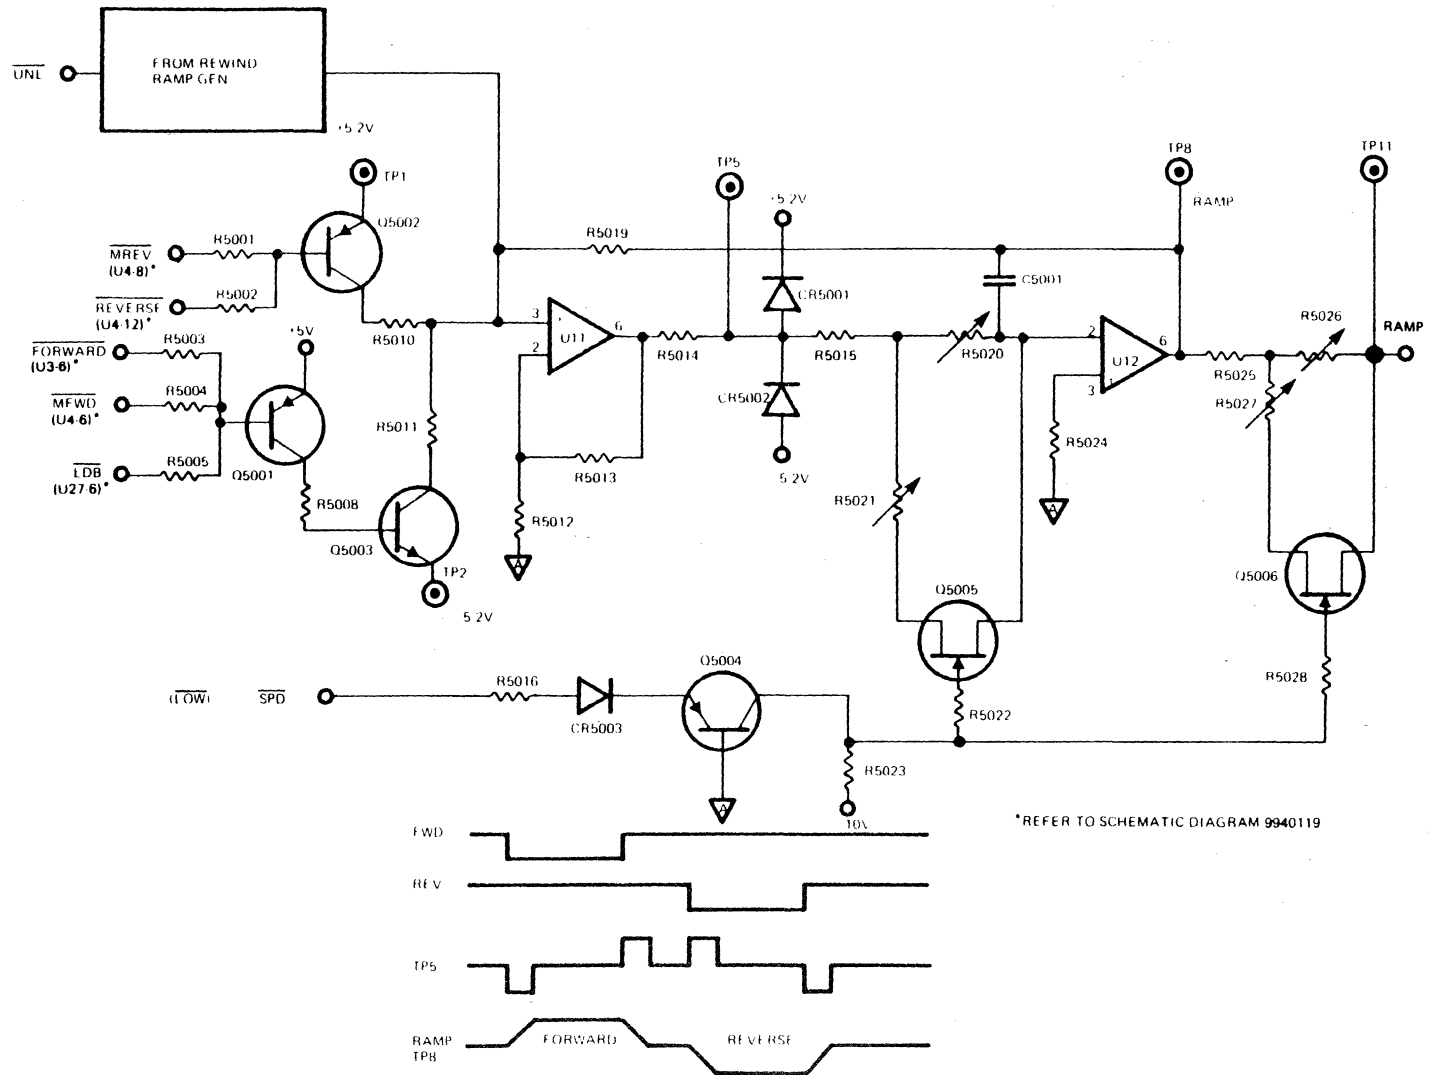 UNL
FROM REWIND
RAMP GEN
+5.2V
TP1
Q5002
MREV
(U4-8)*
R5001
REVERSE
(U4-12)*
R5002
FORWARD
(U3-6)*
R5003
+5V
MFWD
(U4-6)*
R5004
LDB
(U27-6)*
R5005
Q5001
R5008
Q5003
TP2
5.2V
R5010
R5011
R5019
3
2
U11
6
R5012
R5013
R5014
TP5
+5.2V
CR5001
CR5002
5.2V
R5015
R5020
C5001
R5021
2
3
U12
6
R5024
TP8
RAMP
TP11
R5025
R5026
R5027
RAMP
A
A
Q5005
Q5006
R5022
R5028
(LOW) SPD
R5016
CR5003
Q5004
A
R5023
10V
*REFER TO SCHEMATIC DIAGRAM 9940119
FWD
REV
TP5
RAMP
TP8
FORWARD
REVERSE